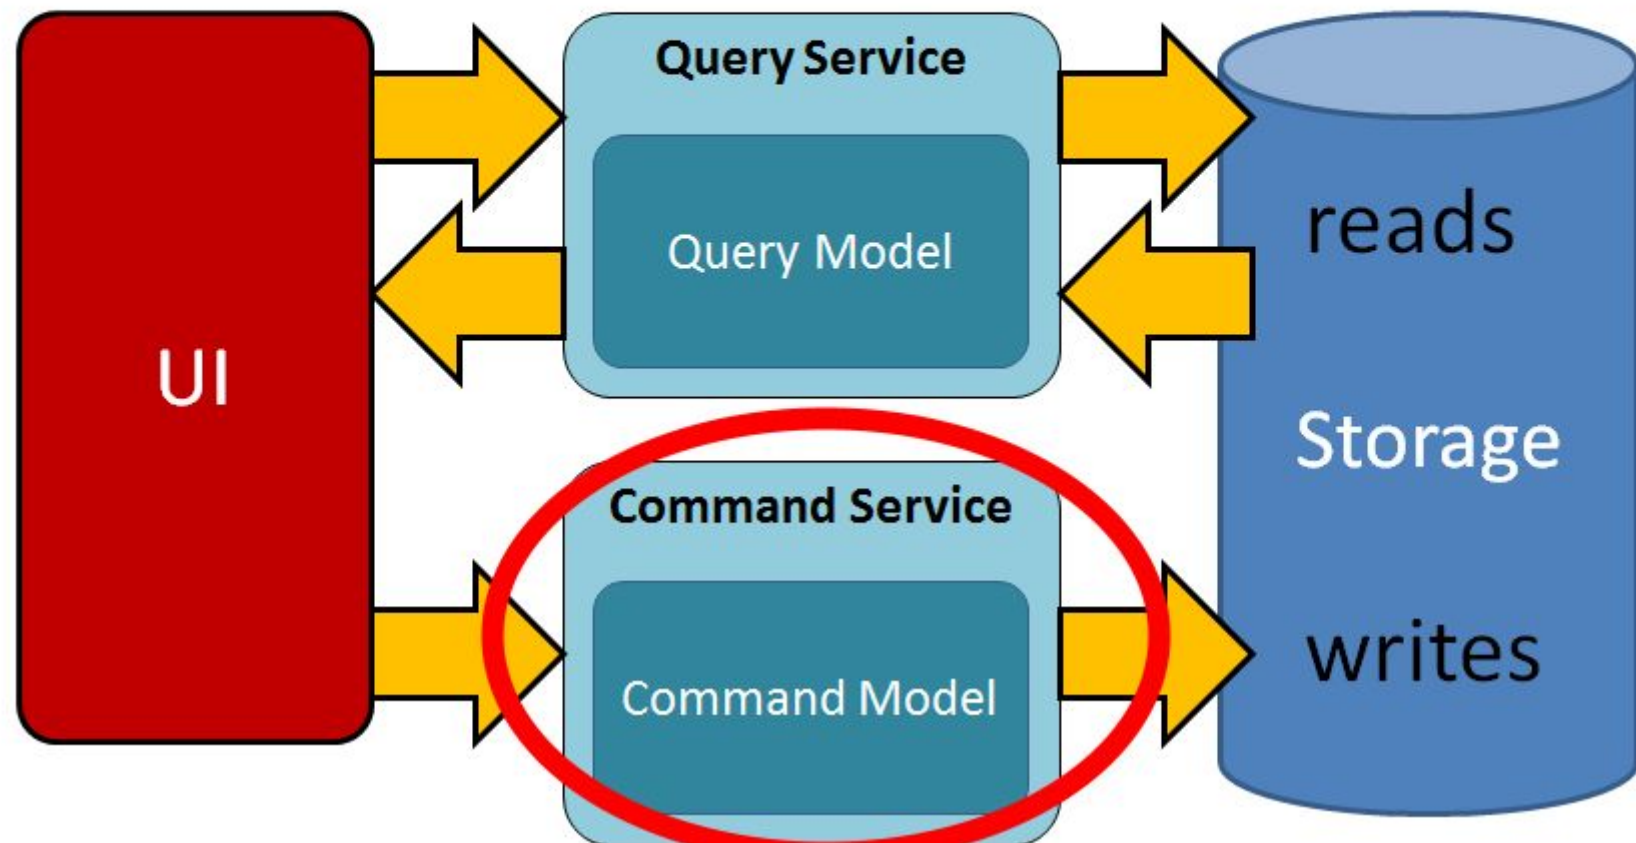 UI
Query Service
Query Model
Command Service
Command Model
reads
Storage
writes